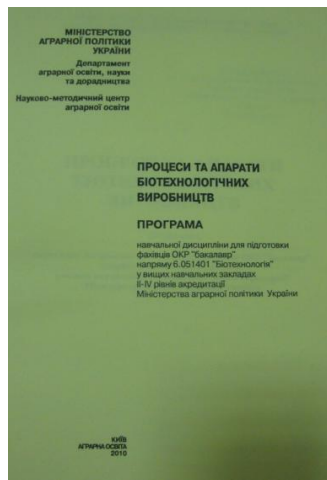 МІНІСТЕРСТВО
АГРАРНОЇ ПОЛІТИКИ
УКРАЇНИ
Департамент
аграрної освіти, науки
та дорадництва
Науково-методичний центр
аграрної освіти
ПРОЦЕСИ ТА АПАРАТИ
БІОТЕХНОЛОГІЧНИХ
ВИРОБНИЦТВ
ПРОГРАМА
навчальної дисципліни для підготовки
фахівців ОКР "бакалавр"
напряму 6.051401 "Біотехнологія"
у вищих навчальних закладах
ІІ-ІV рівнів акредитації
Міністерства аграрної політики України
КИЇВ
АГРАРНА ОСВІТА
2010